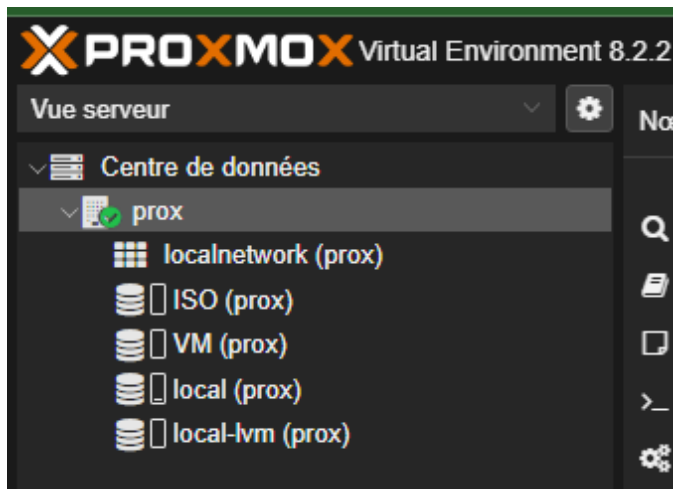 PROXMOX Virtual Environment 8.2.2
Vue serveur
Centre de données
prox
localnetwork (prox)
ISO (prox)
VM (prox)
local (prox)
local-lvm (prox)